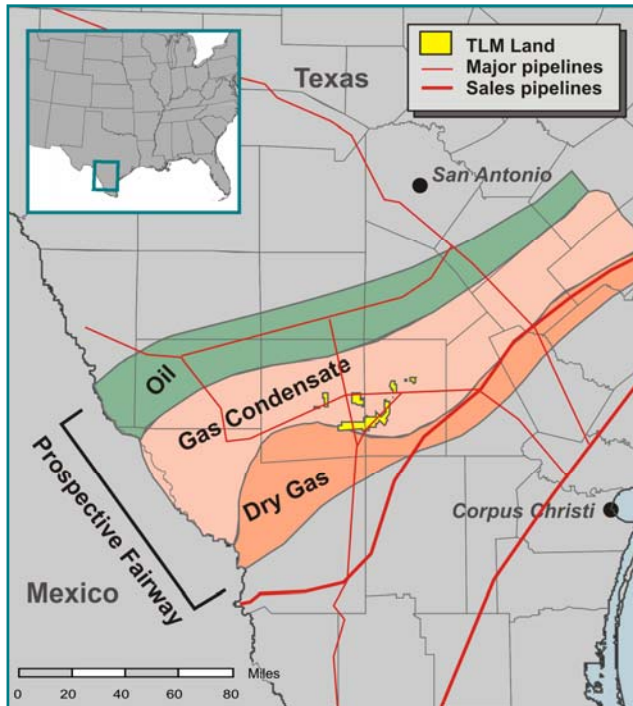 TLM Land
Major pipelines
Sales pipelines
Texas
San Antonio
Oil
Gas Condensate
Dry Gas
Prospective Fairway
Corpus Christi
Mexico
Miles
0 20 40 60 80